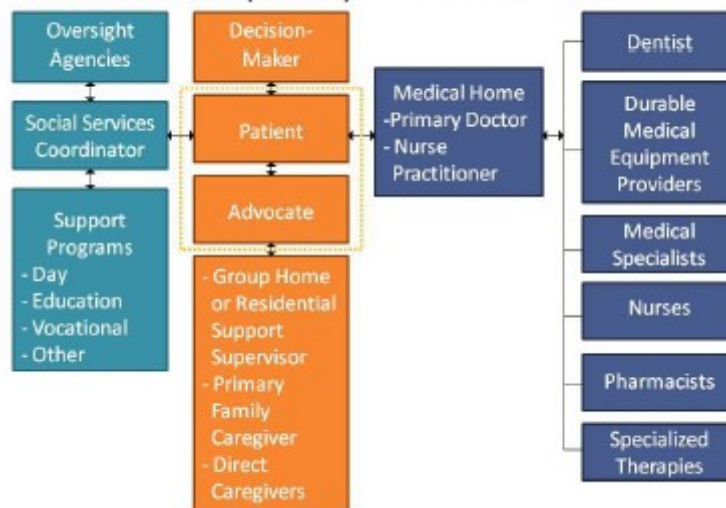 Oversight
Agencies
Social Services
Coordinator
Support
Programs
- Day
- Education
- Vocational
- Other
Decision-
Maker
Patient
Advocate
- Group Home
or Residential
Support
Supervisor
- Primary
Family
Caregiver
- Direct
Caregivers
Medical Home
-Primary Doctor
- Nurse
Practitioner
Dentist
Durable
Medical
Equipment
Providers
Medical
Specialists
Nurses
Pharmacists
Specialized
Therapies